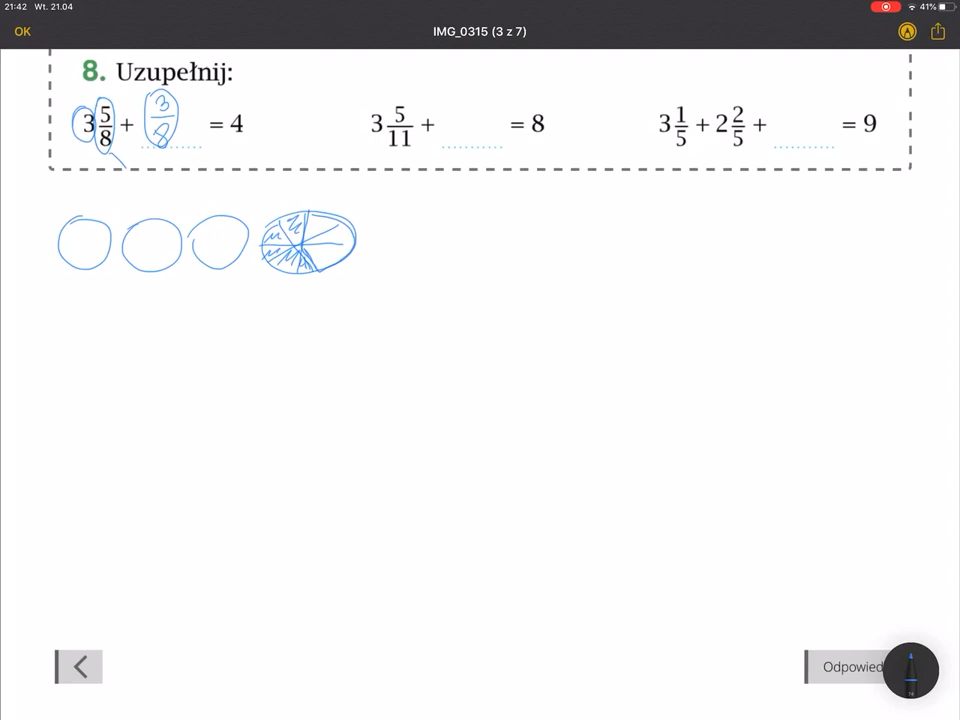 21:42 Wt. 21.04 41%
OK IMG_0315 (3 z 7)
8. Uzupełnij:
3 5/8 + 3/8 = 4 3 5/11 + .......... = 8 3 1/5 + 2 2/5 + .......... = 9
Odpowied